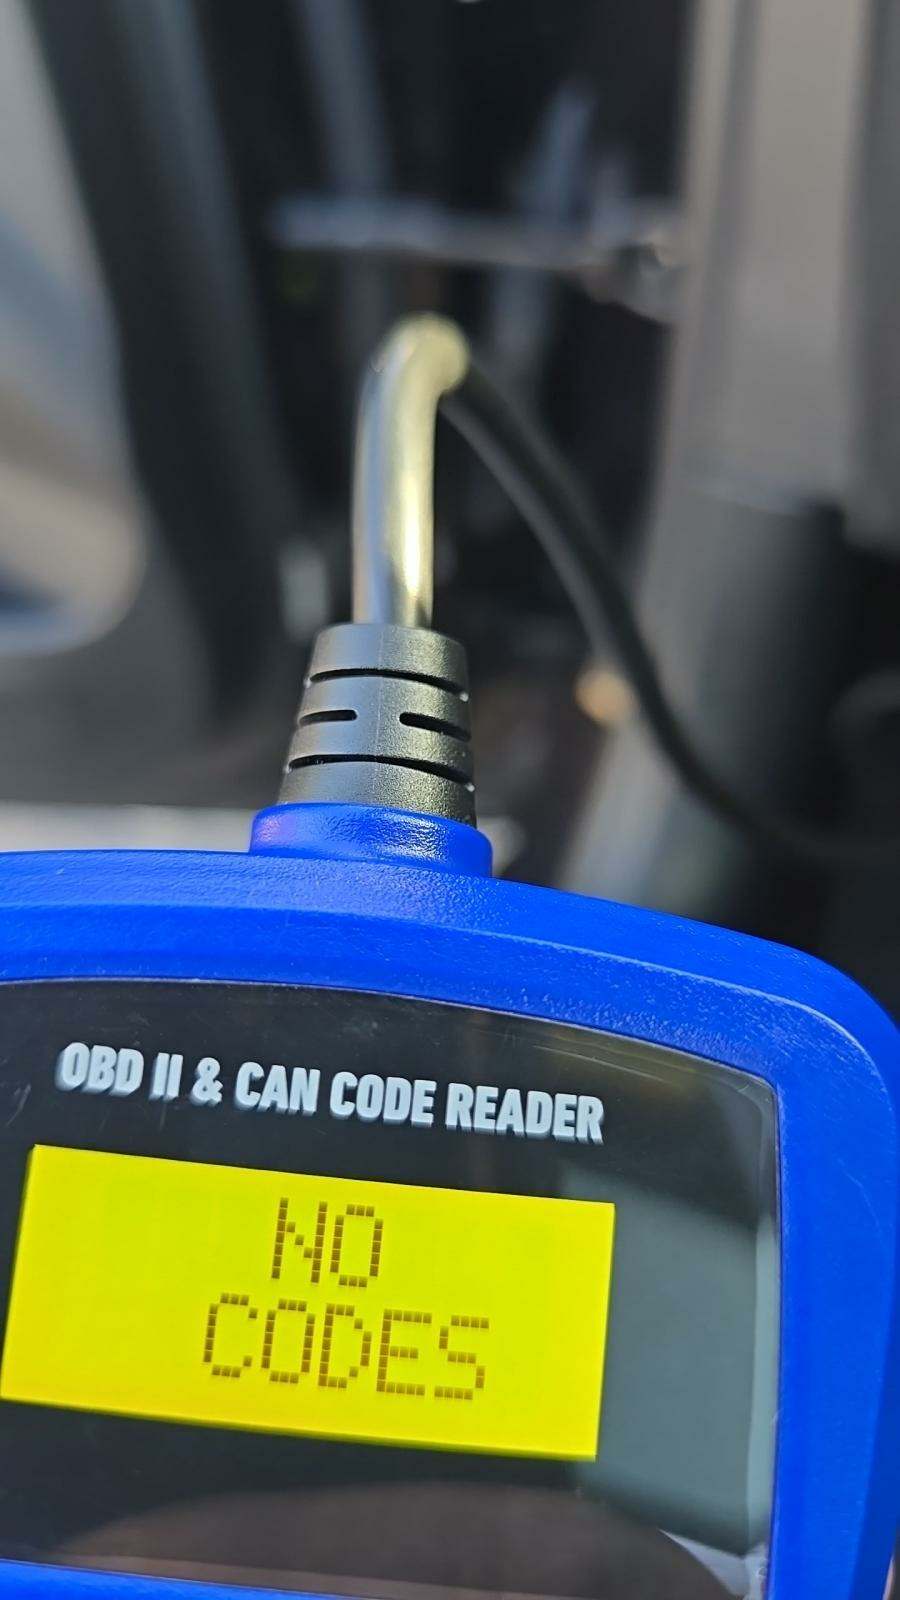 OBD II & CAN CODE READER
NO
CODES